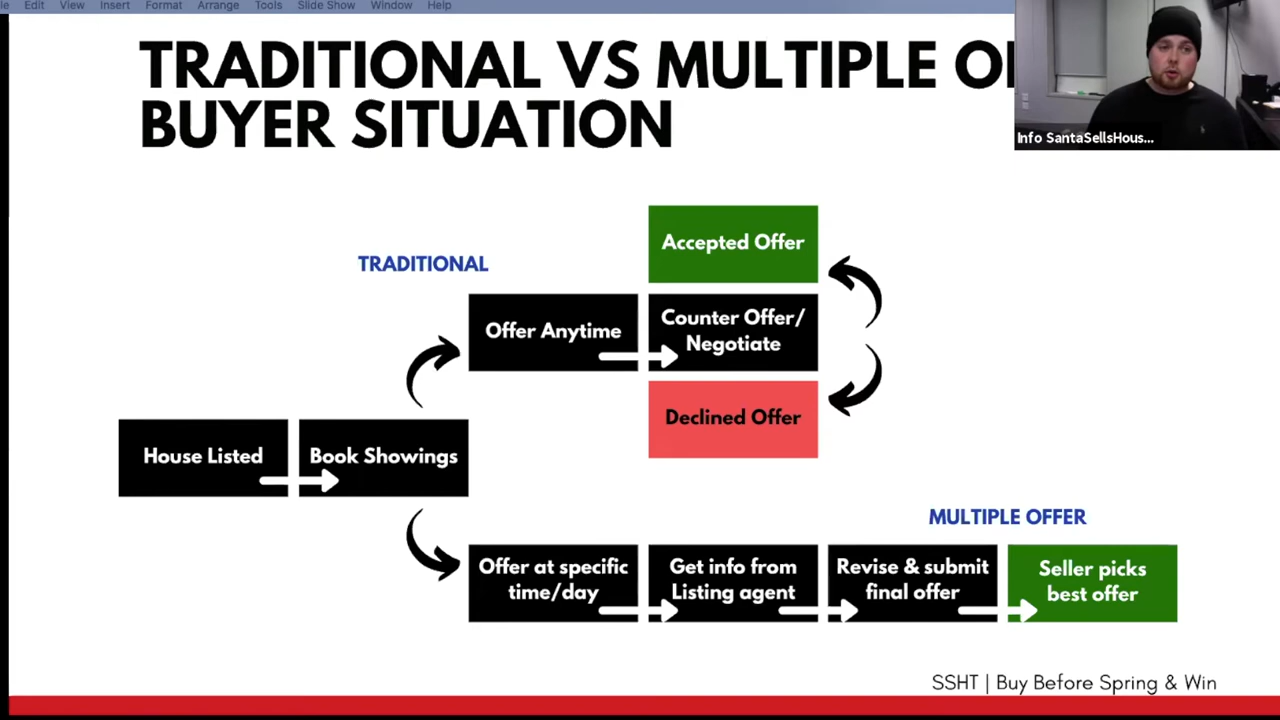 Edit View Insert Format Arrange Tools Slide Show Window Help
TRADITIONAL VS MULTIPLE
BUYER SITUATION
Info SantaSellsHous...
Accepted Offer
TRADITIONAL
Offer Anytime
Counter Offer/
Negotiate
Declined Offer
House Listed
Book Showings
MULTIPLE OFFER
Offer at specific
time/day
Get info from
Listing agent
Revise & submit
final offer
Seller picks
best offer
SSHT | Buy Before Spring & Win